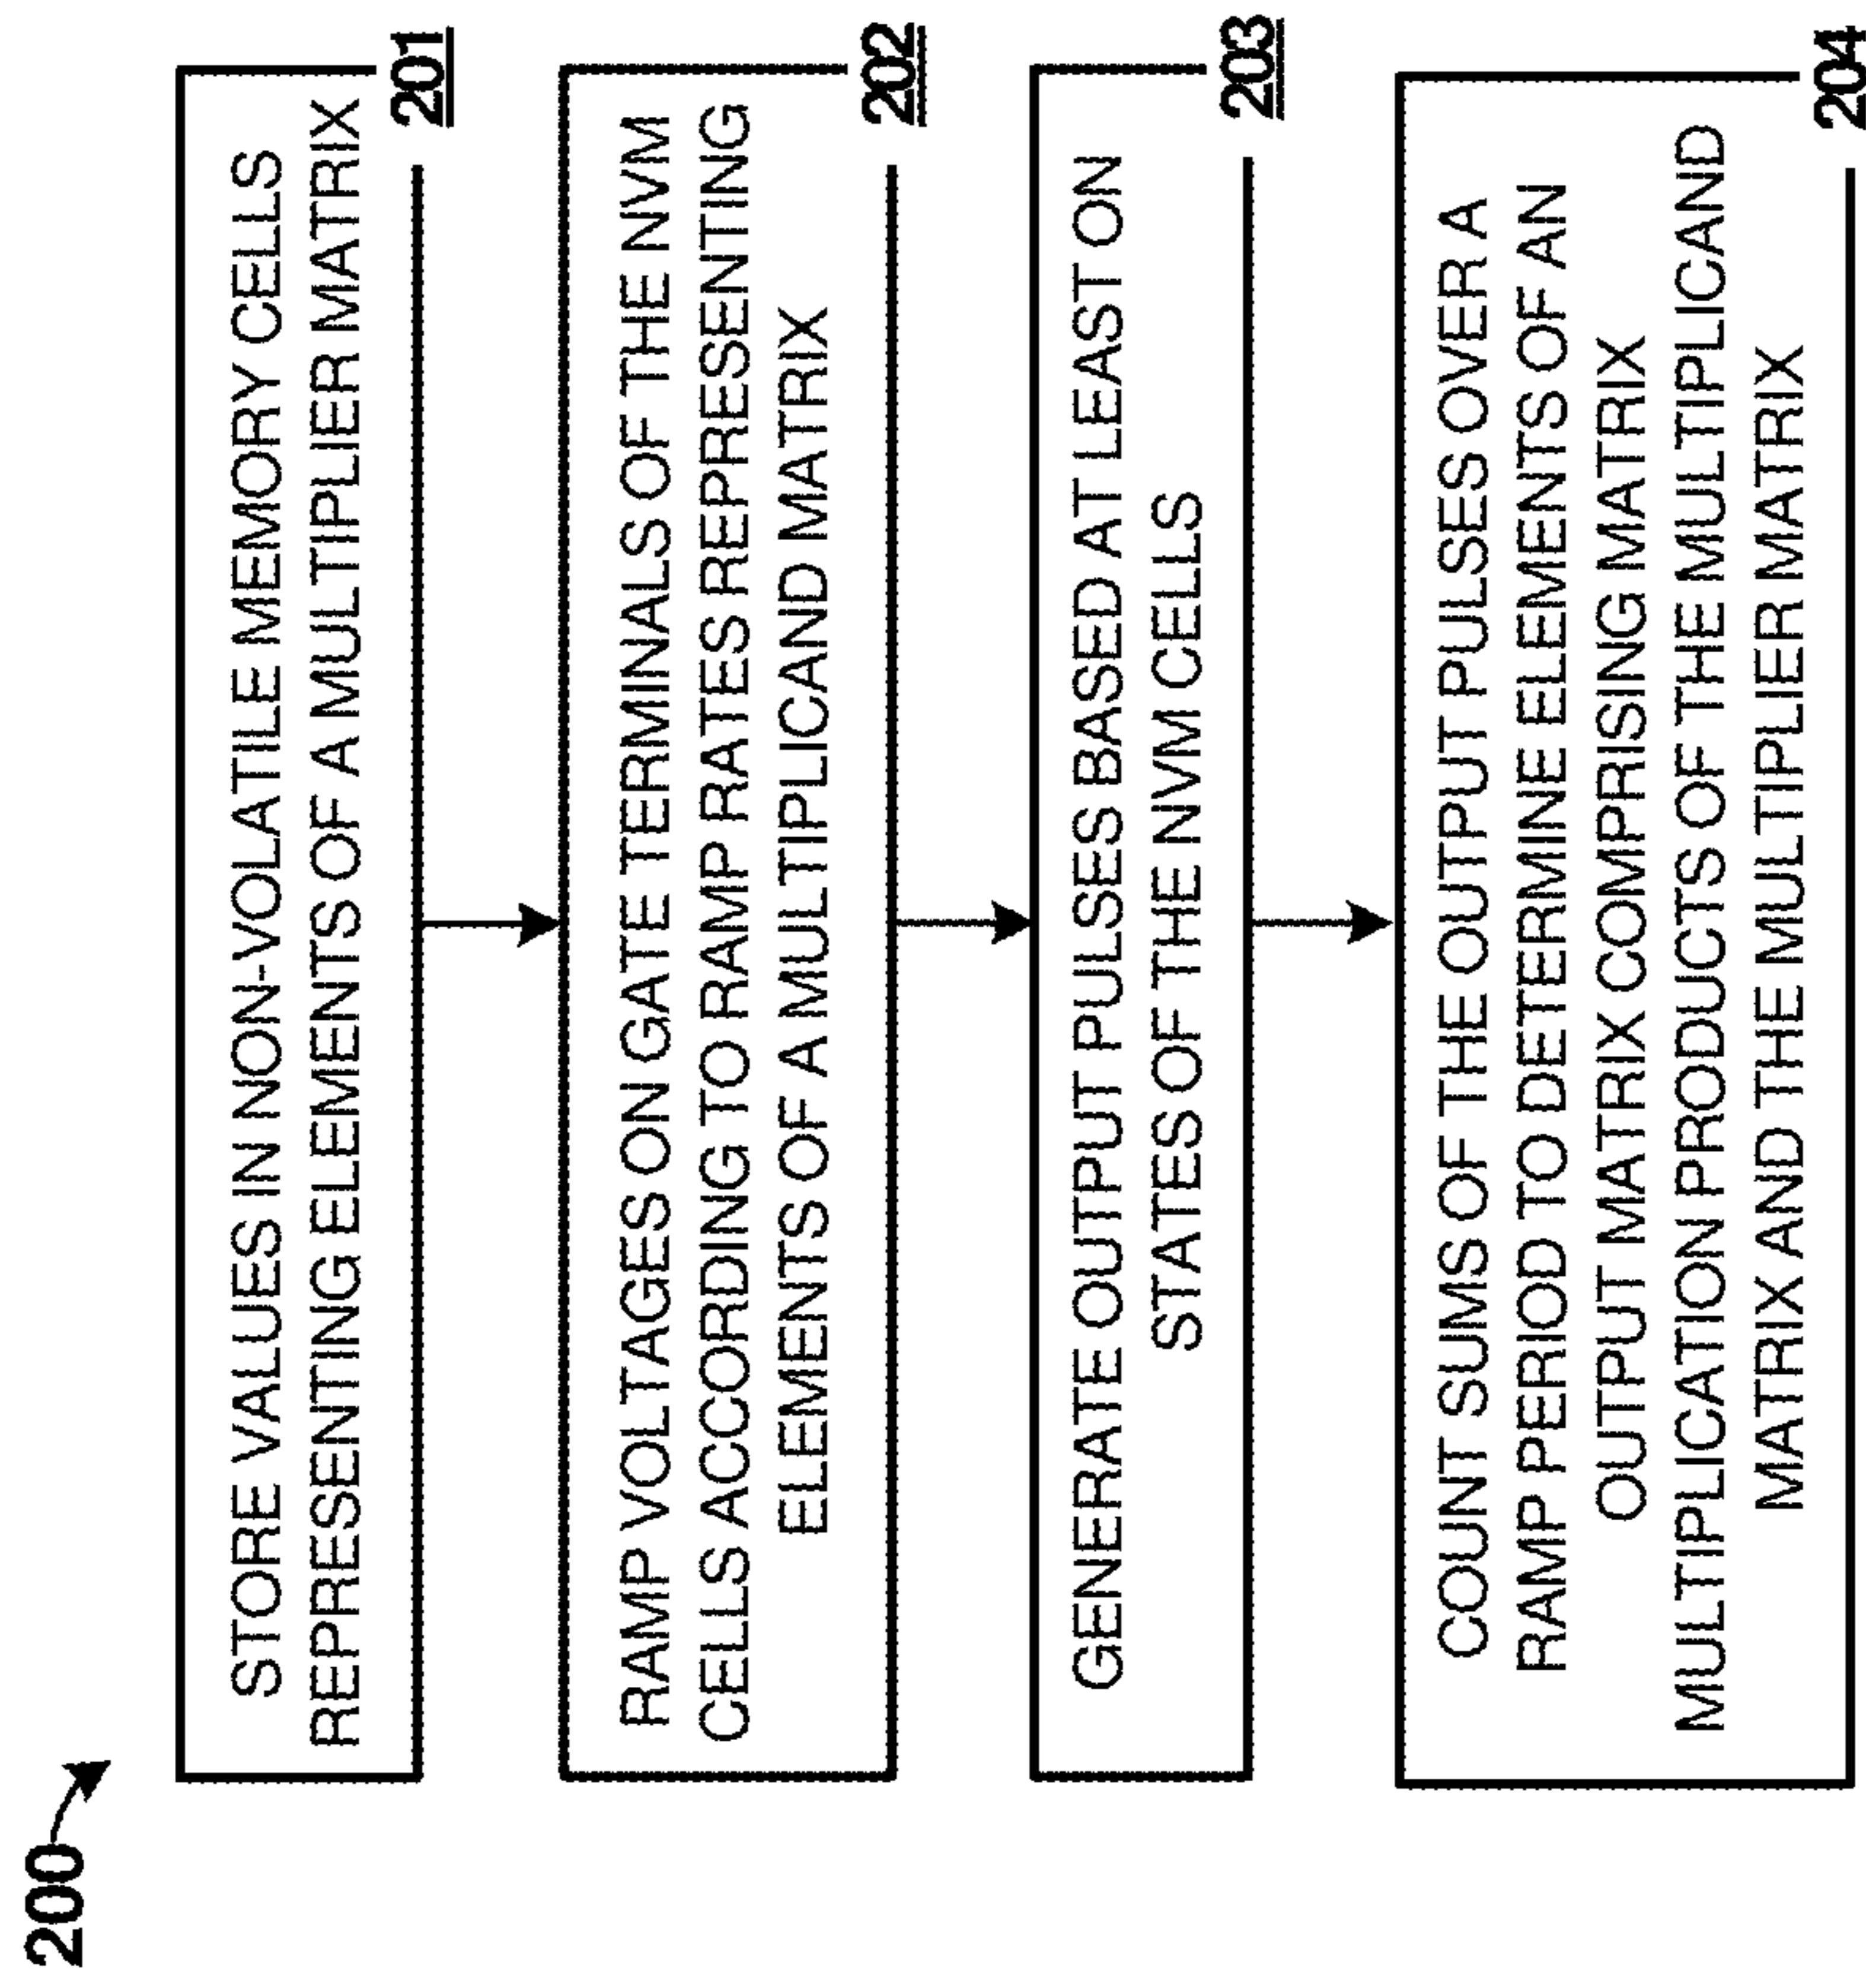 200
STORE VALUES IN NON-VOLATILE MEMORY CELLS
REPRESENTING ELEMENTS OF A MULTIPLIER MATRIX
201
RAMP VOLTAGES ON GATE TERMINALS OF THE NVM
CELLS ACCORDING TO RAMP RATES REPRESENTING
ELEMENTS OF A MULTIPLICAND MATRIX
202
GENERATE OUTPUT PULSES BASED AT LEAST ON
STATES OF THE NVM CELLS
203
COUNT SUMS OF THE OUTPUT PULSES OVER A
RAMP PERIOD TO DETERMINE ELEMENTS OF AN
OUTPUT MATRIX COMPRISING MATRIX
MULTIPLICATION PRODUCTS OF THE MULTIPLICAND
MATRIX AND THE MULTIPLIER MATRIX
204